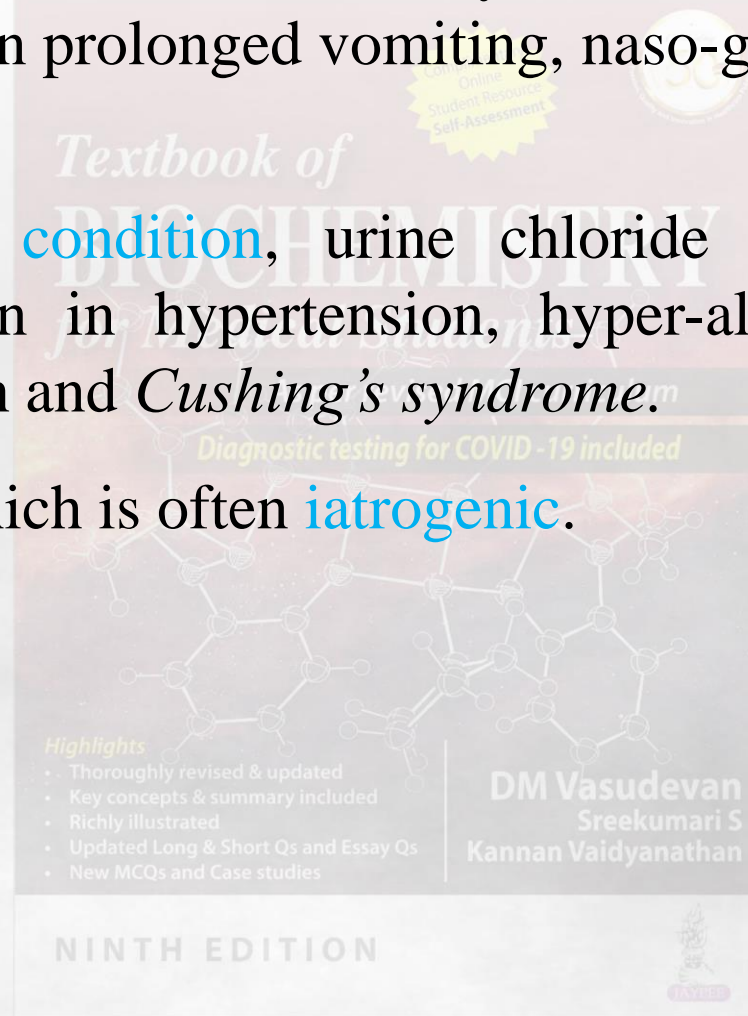 n prolonged vomiting, naso-g
Online
Student Resource
Self-Assessment
Textbook of
condition, urine chloride
BIOCHEMISTRY
n in hypertension, hyper-al
for Medical Students
n and Cushing's syndrome.
Diagnostic testing for COVID -19 included
ich is often iatrogenic.
Highlights
• Thoroughly revised & updated
• Key concepts & summary included
• Richly illustrated
• Updated Long & Short Qs and Essay Qs
• New MCQs and Case studies
DM Vasudevan
Sreekumari S
Kannan Vaidyanathan
NINTH EDITION
JAYPEE